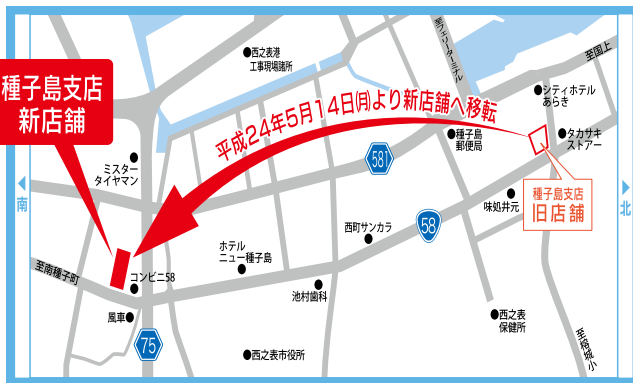 種子島支店
新店舗
平成24年5月14日(月)より新店舗へ移転
西之表港
工事現場詰所
至フェリーターミナル
至国上
シティホテル
あらき
種子島
郵便局
タカサキ
ストアー
種子島支店
旧店舗
ミスター
タイヤマン
581
南
北
味処井元
西町サンカラ
58
ホテル
ニュー種子島
至南種子町
コンビニ58
池村歯科
風車
75
西之表
保健所
至榕城小
西之表市役所